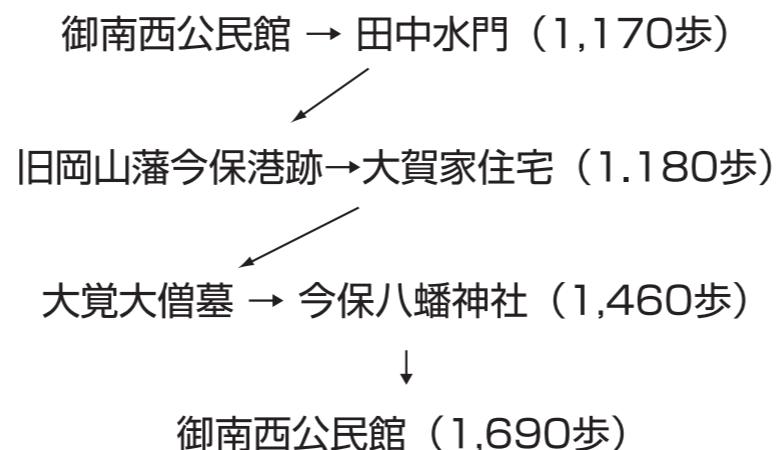 御南西公民館 → 田中水門（1,170歩）
旧岡山藩今保港跡→大賀家住宅（1.180歩）
大覚大僧墓 → 今保八幡神社（1,460歩）
御南西公民館（1,690歩）